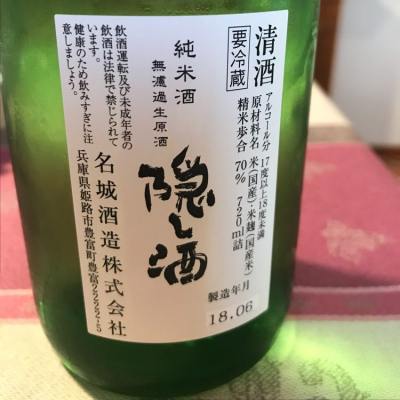 清酒
要冷蔵
アルコール分 17度以上18度未満
原材料名 米(国産)・米麹(国産米)
精米歩合 70% 720ml詰
製造年月
18.06
純米酒
無濾過生原酒
隠し酒
飲酒運転及び未成年者の
飲酒は法律で禁じられて
います。
健康のため飲みすぎに注
意しましょう。
名城酒造株式会社
兵庫県姫路市豊富町豊富2222-5